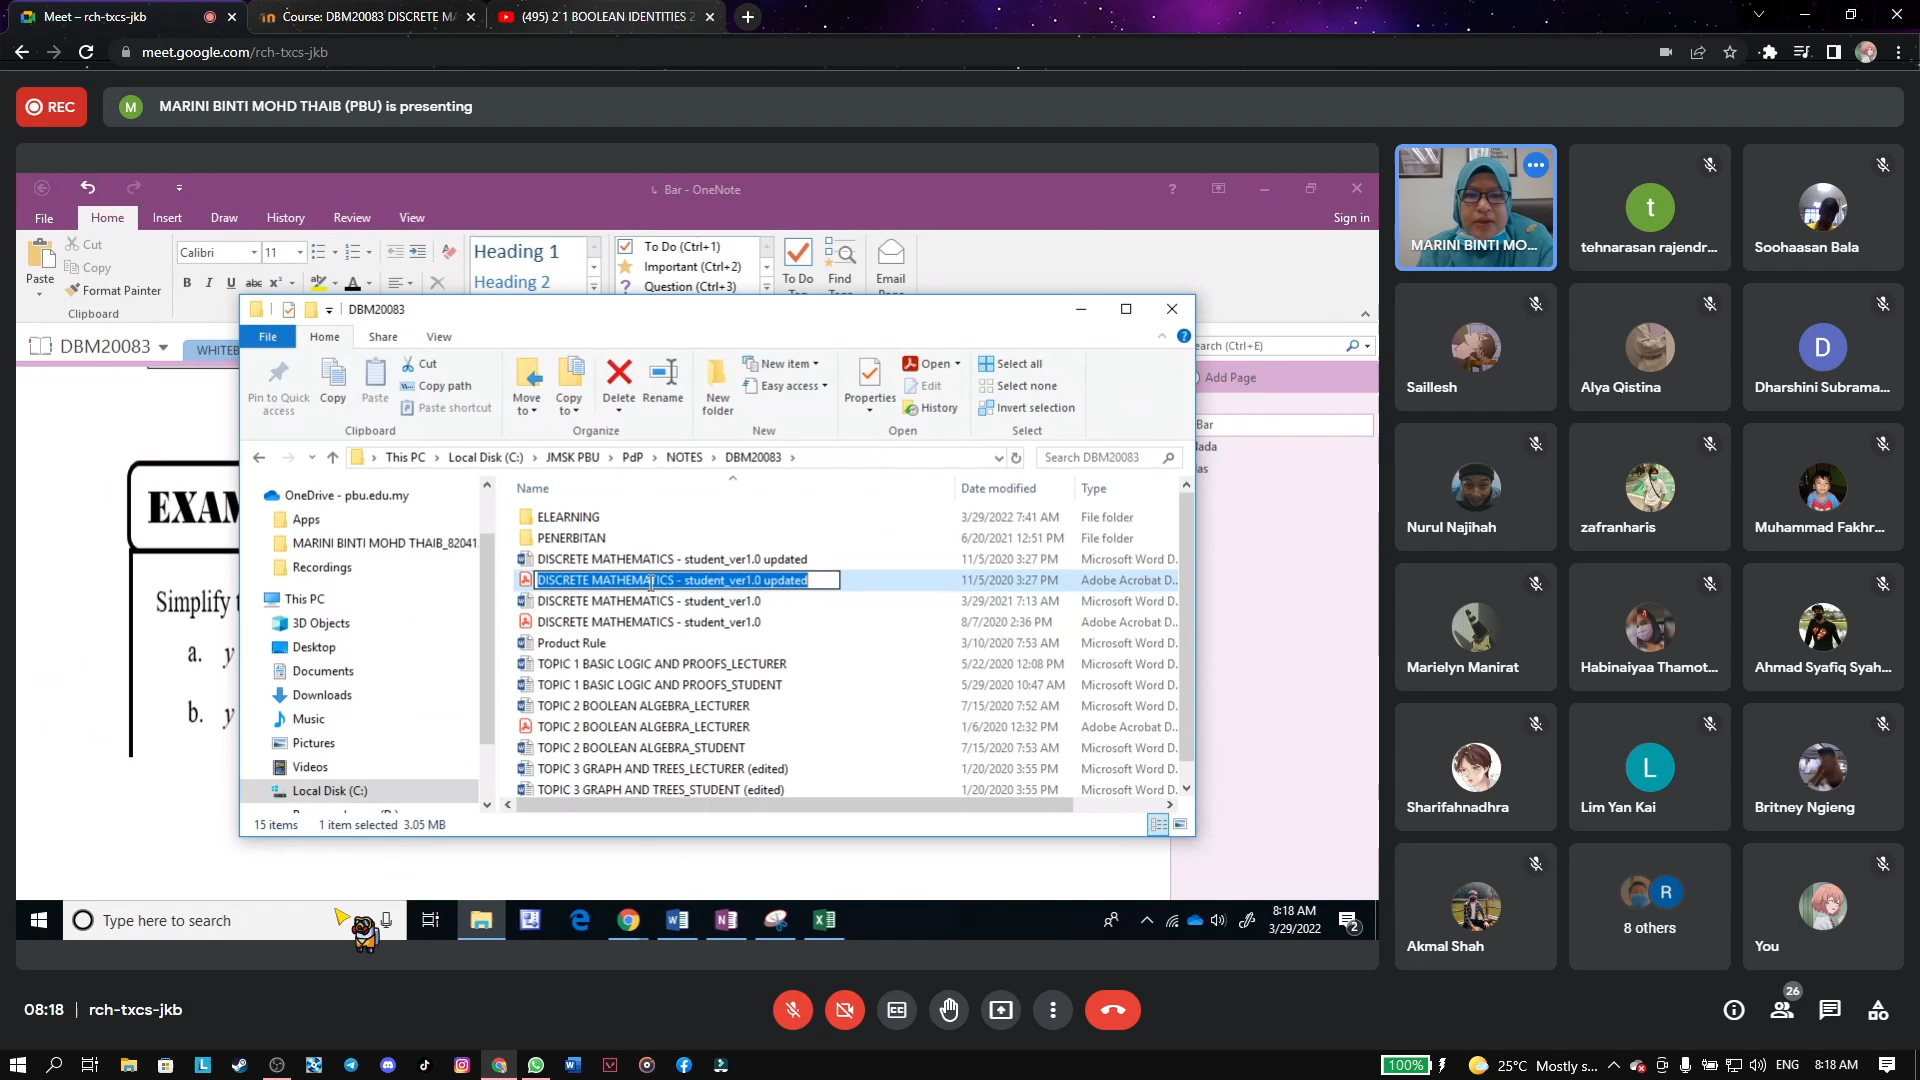 Meet – rch-txcs-jkb
Course: DBM20083 DISCRETE MA
(495) 2 1 BOOLEAN IDENTITIES 2
meet.google.com/rch-txcs-jkb
REC
M
MARINI BINTI MOHD THAIB (PBU) is presenting
Bar - OneNote
File Home Insert Draw History Review View
Sign in
Paste
Cut
Copy
Format Painter
Clipboard
Calibri
11
B I U abc x²
Heading 1
Heading 2
To Do (Ctrl+1)
Important (Ctrl+2)
Question (Ctrl+3)
To Do
Find
Email
DBM20083
WHITEB
earch (Ctrl+E)
Add Page
Bar
EXAM
Simplify t
a. y
b. y
DBM20083
File Home Share View
Pin to Quick access
Copy
Paste
Cut
Copy path
Paste shortcut
Clipboard
Move to
Copy to
Delete
Rename
Organize
New folder
New item
Easy access
New
Properties
Open
Edit
History
Open
Select all
Select none
Invert selection
Select
This PC > Local Disk (C:) > JMSK PBU > PdP > NOTES > DBM20083 >
Search DBM20083
OneDrive - pbu.edu.my
Apps
MARINI BINTI MOHD THAIB_82041
Recordings
This PC
3D Objects
Desktop
Documents
Downloads
Music
Pictures
Videos
Local Disk (C:)
Name Date modified Type
ELEARNING 3/29/2022 7:41 AM File folder
PENERBITAN 6/20/2021 12:51 PM File folder
DISCRETE MATHEMATICS - student_ver1.0 updated 11/5/2020 3:27 PM Microsoft Word D.
DISCRETE MATHEMATICS - student_ver1.0 updated 11/5/2020 3:27 PM Adobe Acrobat D..
DISCRETE MATHEMATICS - student_ver1.0 3/29/2021 7:13 AM Microsoft Word D.
DISCRETE MATHEMATICS - student_ver1.0 8/7/2020 2:36 PM Adobe Acrobat D..
Product Rule 3/10/2020 7:53 AM Microsoft Word D.
TOPIC 1 BASIC LOGIC AND PROOFS_LECTURER 5/22/2020 12:08 PM Microsoft Word D.
TOPIC 1 BASIC LOGIC AND PROOFS_STUDENT 5/29/2020 10:47 AM Microsoft Word D.
TOPIC 2 BOOLEAN ALGEBRA_LECTURER 7/15/2020 7:52 AM Microsoft Word D.
TOPIC 2 BOOLEAN ALGEBRA_LECTURER 1/6/2020 12:32 PM Adobe Acrobat D..
TOPIC 2 BOOLEAN ALGEBRA_STUDENT 7/15/2020 7:53 AM Microsoft Word D.
TOPIC 3 GRAPH AND TREES_LECTURER (edited) 1/20/2020 3:55 PM Microsoft Word D.
TOPIC 3 GRAPH AND TREES_STUDENT (edited) 1/20/2020 3:55 PM Microsoft Word D.
15 items 1 item selected 3.05 MB
Type here to search
8:18 AM
3/29/2022
2
MARINI BINTI MO...
t
tehnarasan rajendr...
Soohaasan Bala
Saillesh
Alya Qistina
D
Dharshini Subrama...
Nurul Najihah
zafranharis
Muhammad Fakhr...
Marielyn Manirat
Habinaiyaa Thamot...
Ahmad Syafiq Syah...
Sharifahnadhra
L
Lim Yan Kai
Britney Ngieng
Akmal Shah
R
8 others
You
08:18 | rch-txcs-jkb
26
100%
25°C Mostly s...
ENG
8:18 AM